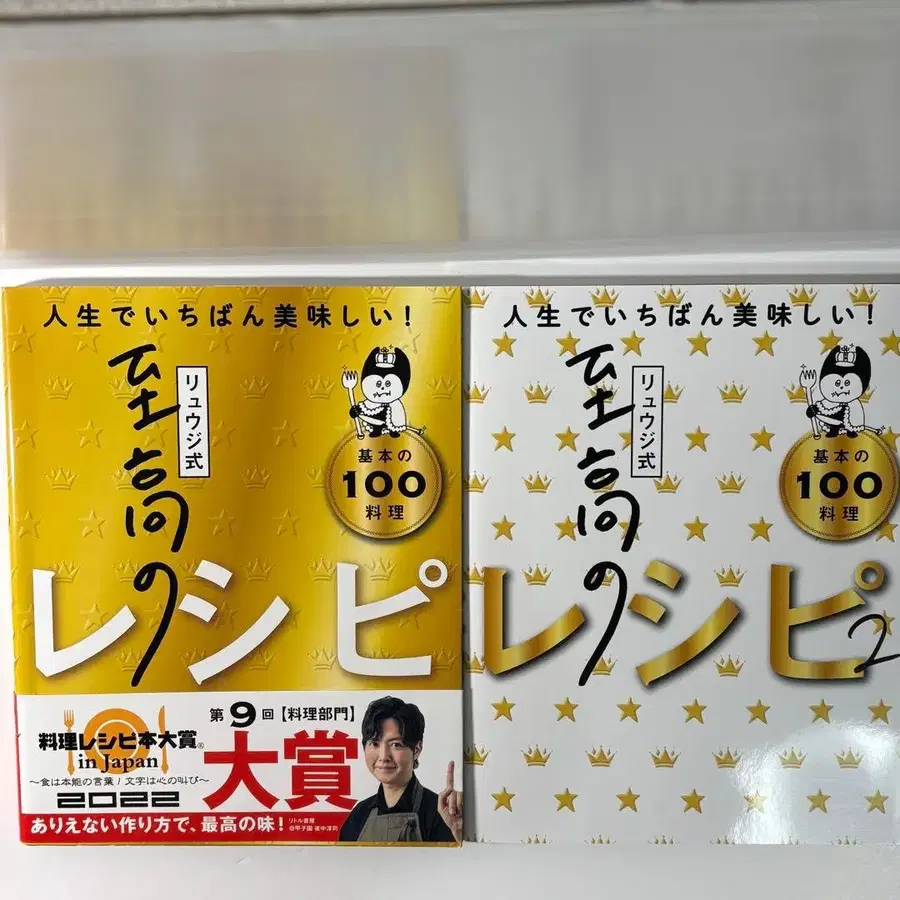 人生でいちばん美味しい!
リュウジ式
至高の
レシピ
基本の
100
料理
第9回【料理部門】
大賞
料理レシピ本大賞®
in Japan
〜食は本能の言葉/文字は心の叫び〜
2022
ありえない作り方で、最高の味!
人生でいちばん美味しい!
リュウジ式
至高の
レシピ2
基本の
100
料理